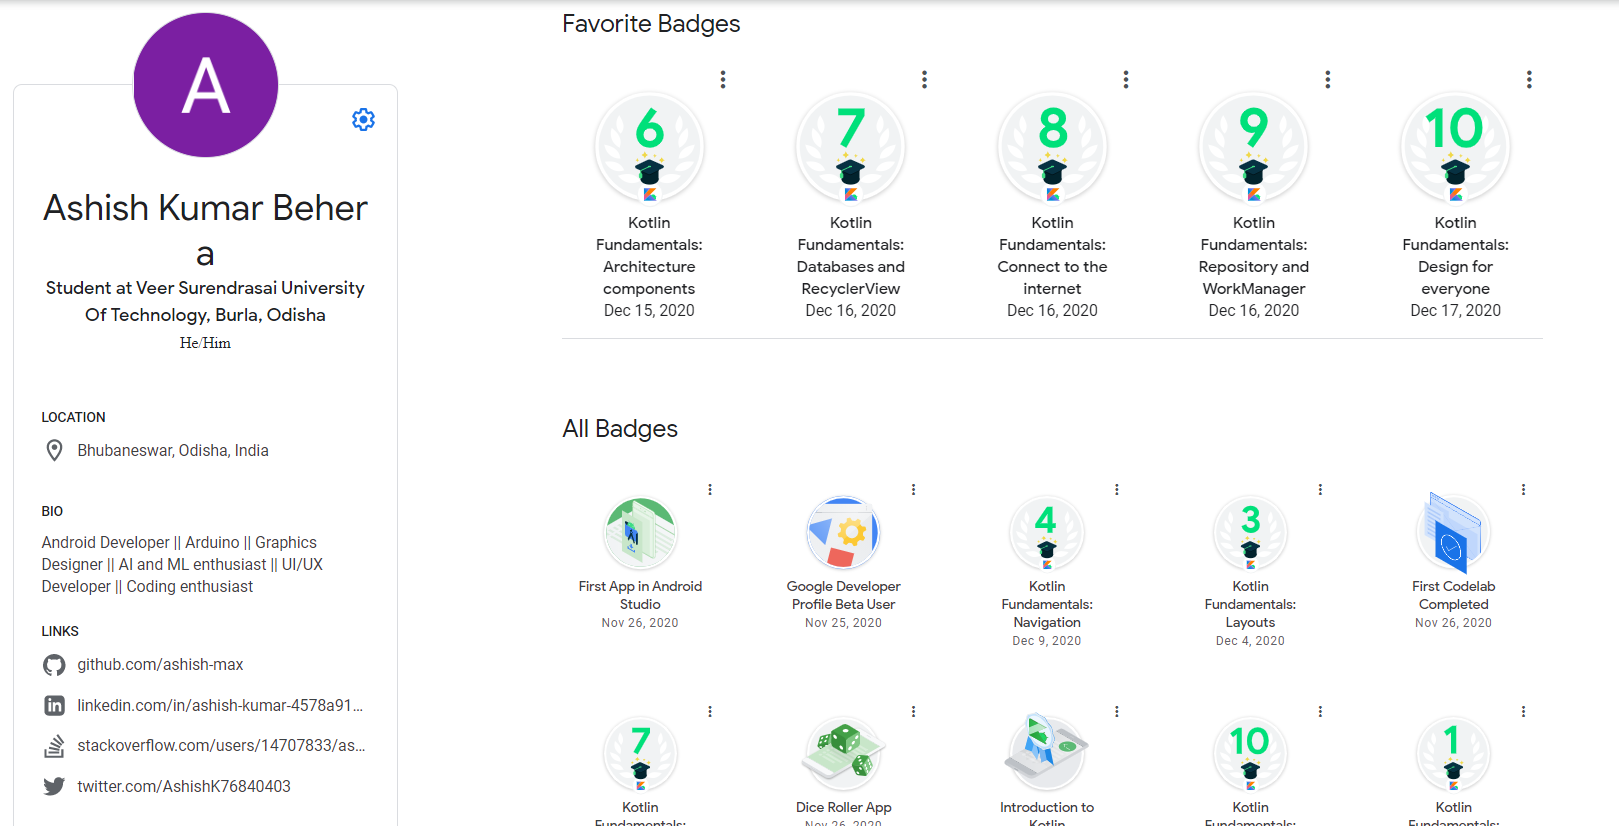 A
Ashish Kumar Beher
a
Student at Veer Surendrasai University
Of Technology, Burla, Odisha
He/Him
LOCATION
Bhubaneswar, Odisha, India
BIO
Android Developer || Arduino || Graphics
Designer || AI and ML enthusiast || UI/UX
Developer || Coding enthusiast
LINKS
github.com/ashish-max
in linkedin.com/in/ashish-kumar-4578a91...
stackoverflow.com/users/14707833/as...
twitter.com/AshishK76840403
Favorite Badges
6
Kotlin
Fundamentals:
Architecture
components
Dec 15, 2020
7
Kotlin
Fundamentals:
Databases and
RecyclerView
Dec 16, 2020
8
Kotlin
Fundamentals:
Connect to the
internet
Dec 16, 2020
9
Kotlin
Fundamentals:
Repository and
WorkManager
Dec 16, 2020
10
Kotlin
Fundamentals:
Design for
everyone
Dec 17, 2020
All Badges
First App in Android
Studio
Nov 26, 2020
Google Developer
Profile Beta User
Nov 25, 2020
4
Kotlin
Fundamentals:
Navigation
Dec 9, 2020
3
Kotlin
Fundamentals:
Layouts
Dec 4, 2020
First Codelab
Completed
Nov 26, 2020
7
Kotlin
Fundamentals:
Dice Roller App
Nov 26, 2020
Introduction to
Kotlin
10
Kotlin
Fundamentals:
1
Kotlin
Fundamentals: